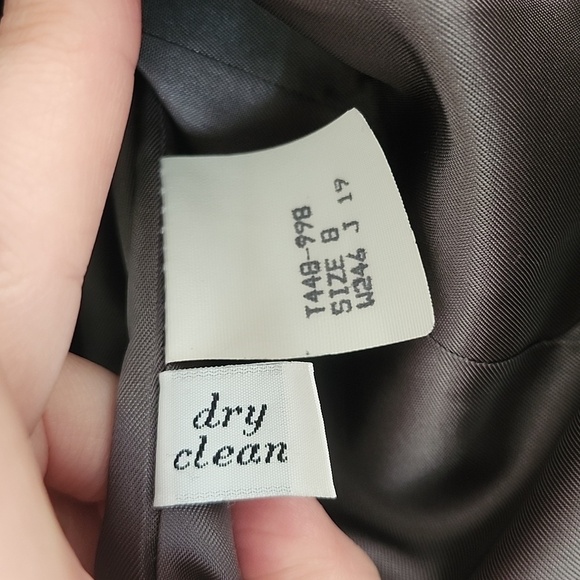 T448-998
SIZE 8
W246 J 19
dry
clean